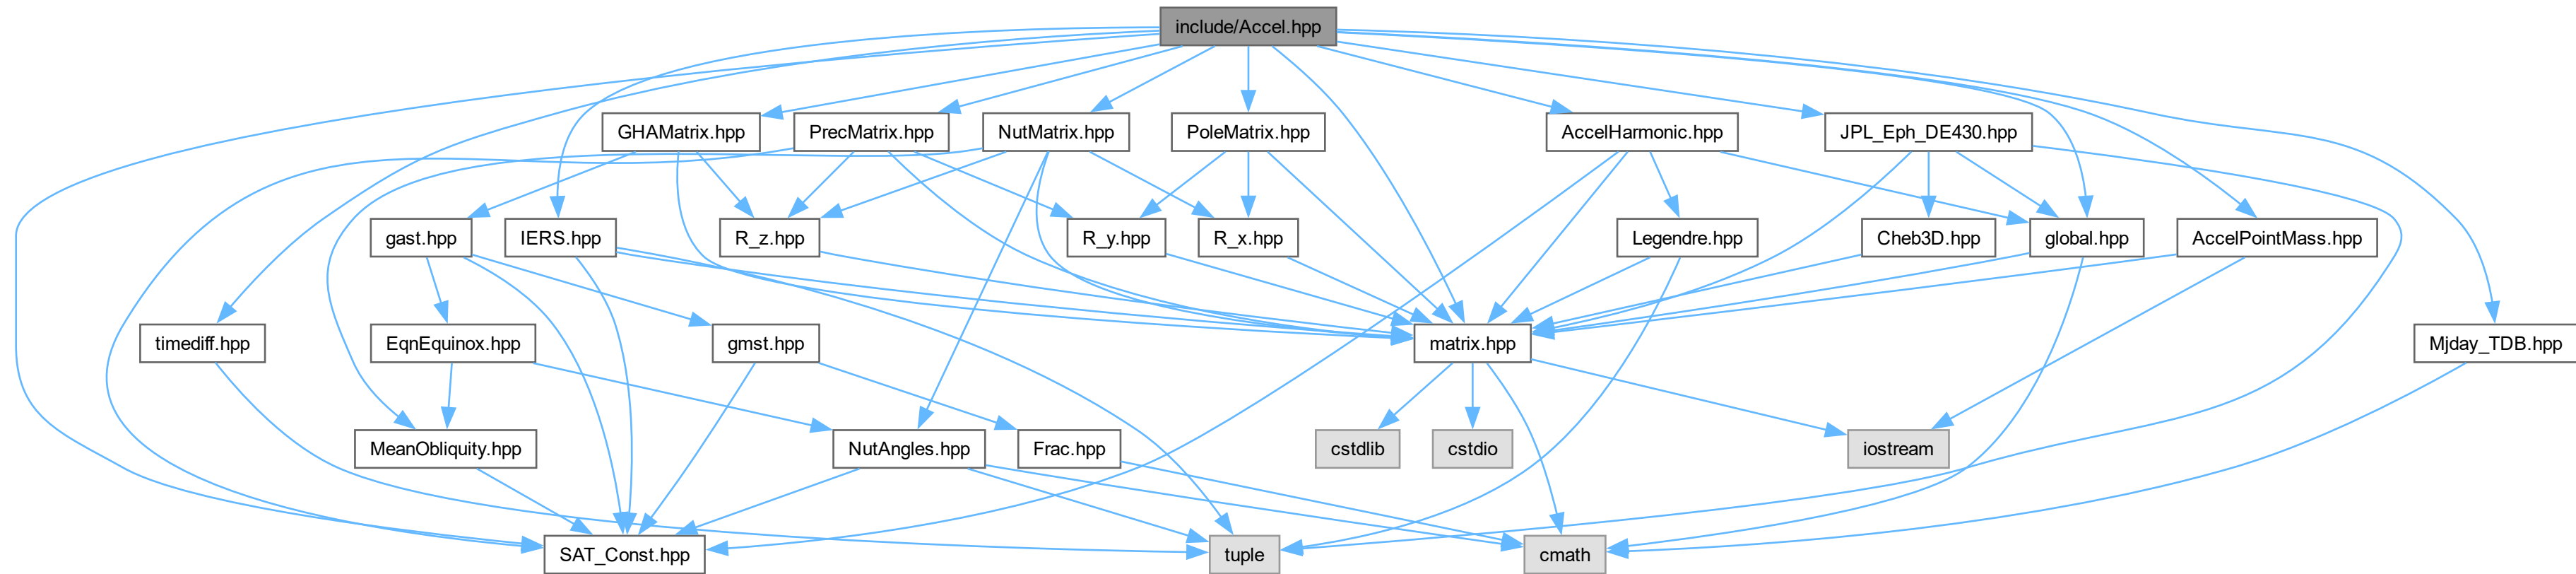 include/Accel.hpp
GHAMatrix.hpp
PrecMatrix.hpp
NutMatrix.hpp
PoleMatrix.hpp
AccelHarmonic.hpp
JPL_Eph_DE430.hpp
gast.hpp
IERS.hpp
R_z.hpp
R_y.hpp
R_x.hpp
Legendre.hpp
Cheb3D.hpp
global.hpp
AccelPointMass.hpp
timediff.hpp
EqnEquinox.hpp
gmst.hpp
matrix.hpp
Mjday_TDB.hpp
MeanObliquity.hpp
NutAngles.hpp
Frac.hpp
cstdlib
cstdio
iostream
SAT_Const.hpp
tuple
cmath